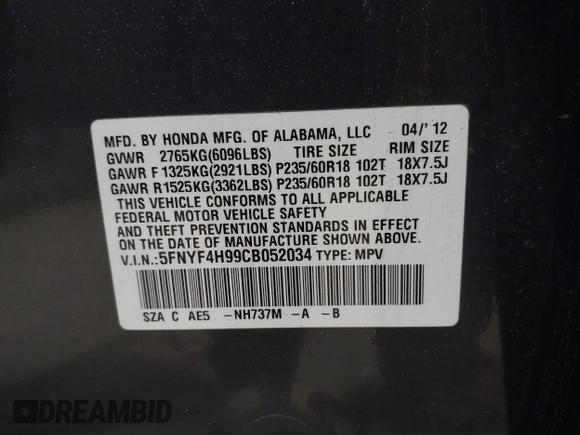 MFD. BY HONDA MFG. OF ALABAMA, LLC 04/' 12
GVWR 2765KG(6096LBS) TIRE SIZE RIM SIZE
GAWR F 1325KG(2921LBS) P235/60R18 102T 18X7.5J
GAWR R1525KG(3362LBS) P235/60R18 102T 18X7.5J
THIS VEHICLE CONFORMS TO ALL APPLICABLE
FEDERAL MOTOR VEHICLE SAFETY
AND THEFT PREVENTION STANDARDS IN EFFECT
ON THE DATE OF MANUFACTURE SHOWN ABOVE.
V.I.N.:5FNYF4H99CB052034 TYPE: MPV
SZA C AE5 -NH737M -A -B
DREAMBID